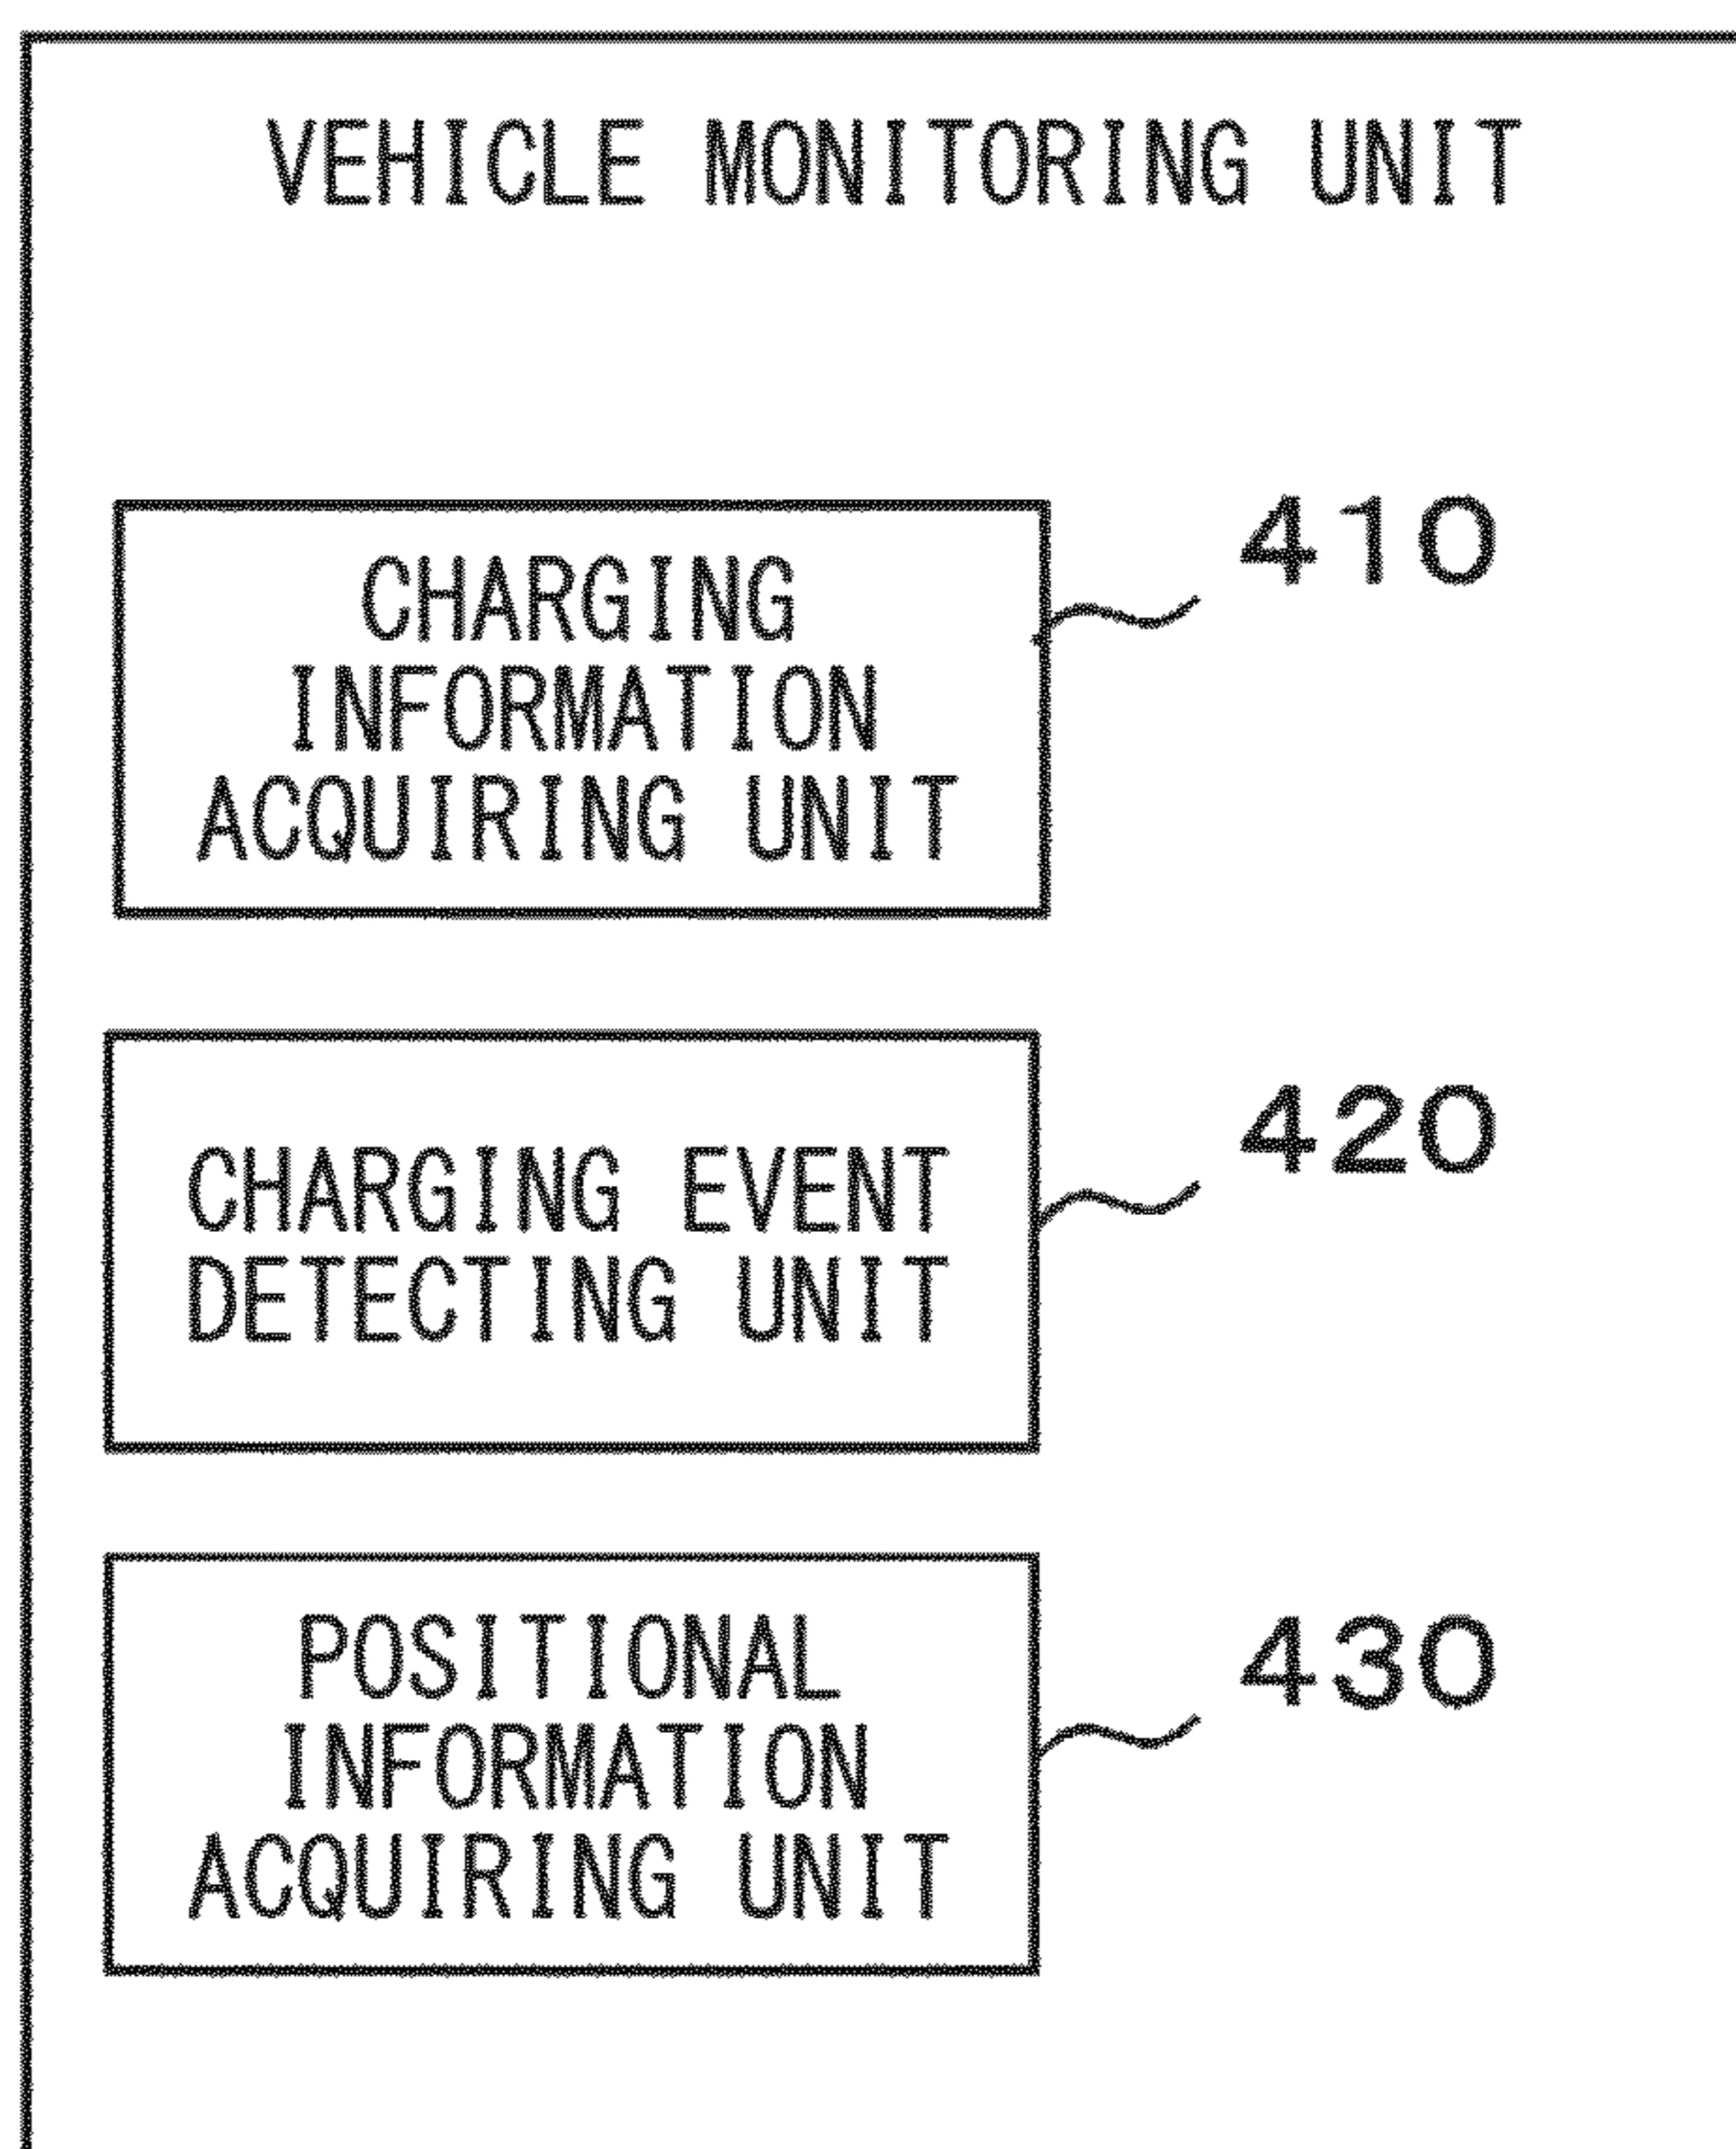 VEHICLE MONITORING UNIT
CHARGING
INFORMATION
ACQUIRING UNIT
410
CHARGING EVENT
DETECTING UNIT
420
POSITIONAL
INFORMATION
ACQUIRING UNIT
430